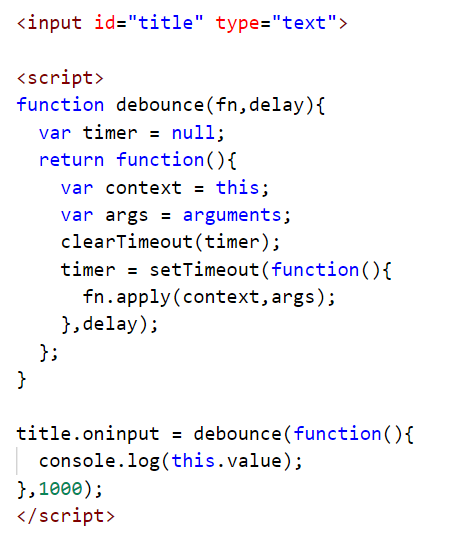 <input id="title" type="text">
<script>
function debounce(fn,delay){
  var timer = null;
  return function(){
    var context = this;
    var args = arguments;
    clearTimeout(timer);
    timer = setTimeout(function(){
      fn.apply(context,args);
    },delay);
  };
}
title.oninput = debounce(function(){
  console.log(this.value);
},1000);
</script>